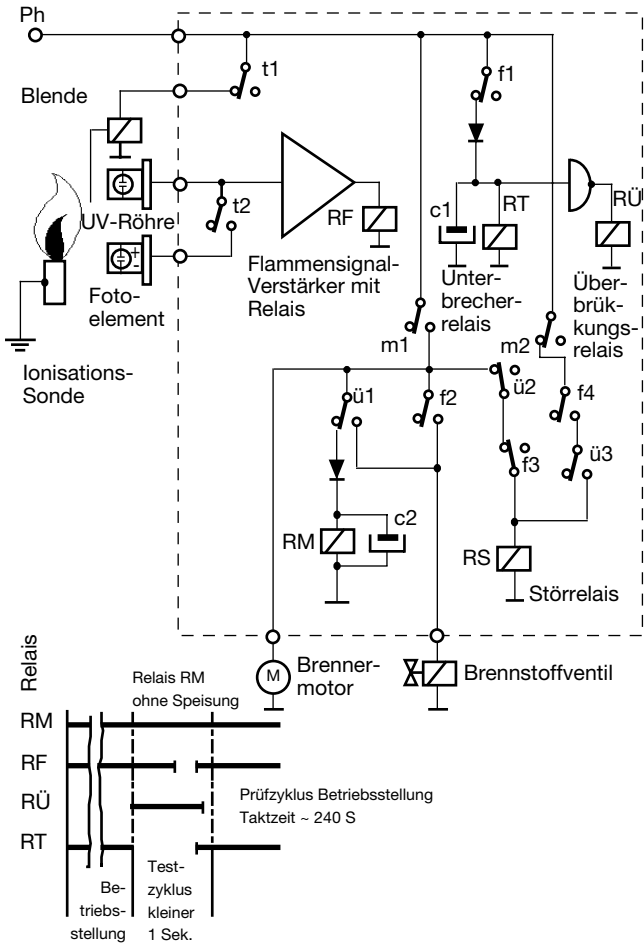 Ph
t1
f1
Blende
UV-Röhre
t2
RF
c1
RT
RÜ
Foto-
element
Flammensignal-
Verstärker mit
Relais
Unter-
brecher-
relais
Über-
brük-
kungs-
relais
Ionisations-
Sonde
m1
m2
ü1
f2
ü2
f4
f3
ü3
RM
c2
RS
Störrelais
M
Brenner-
motor
Brennstoffventil
Relais
Relais RM
ohne Speisung
RM
RF
RÜ
RT
Prüfzyklus Betriebsstellung
Taktzeit ~ 240 S
Be-
triebs-
stellung
Test-
zyklus
kleiner
1 Sek.